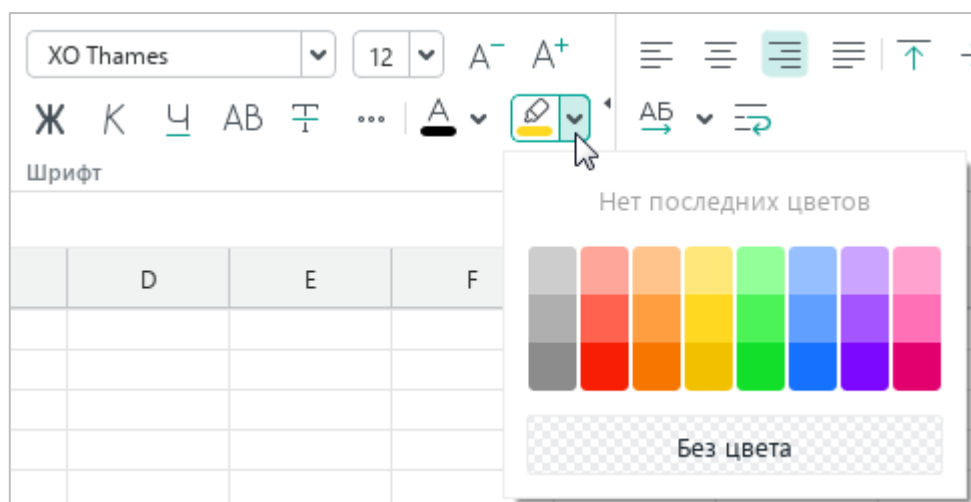 XO Thames 12 A− A+
Ж К Ч АВ Т А АБ
Шрифт
Нет последних цветов
D E F
Без цвета